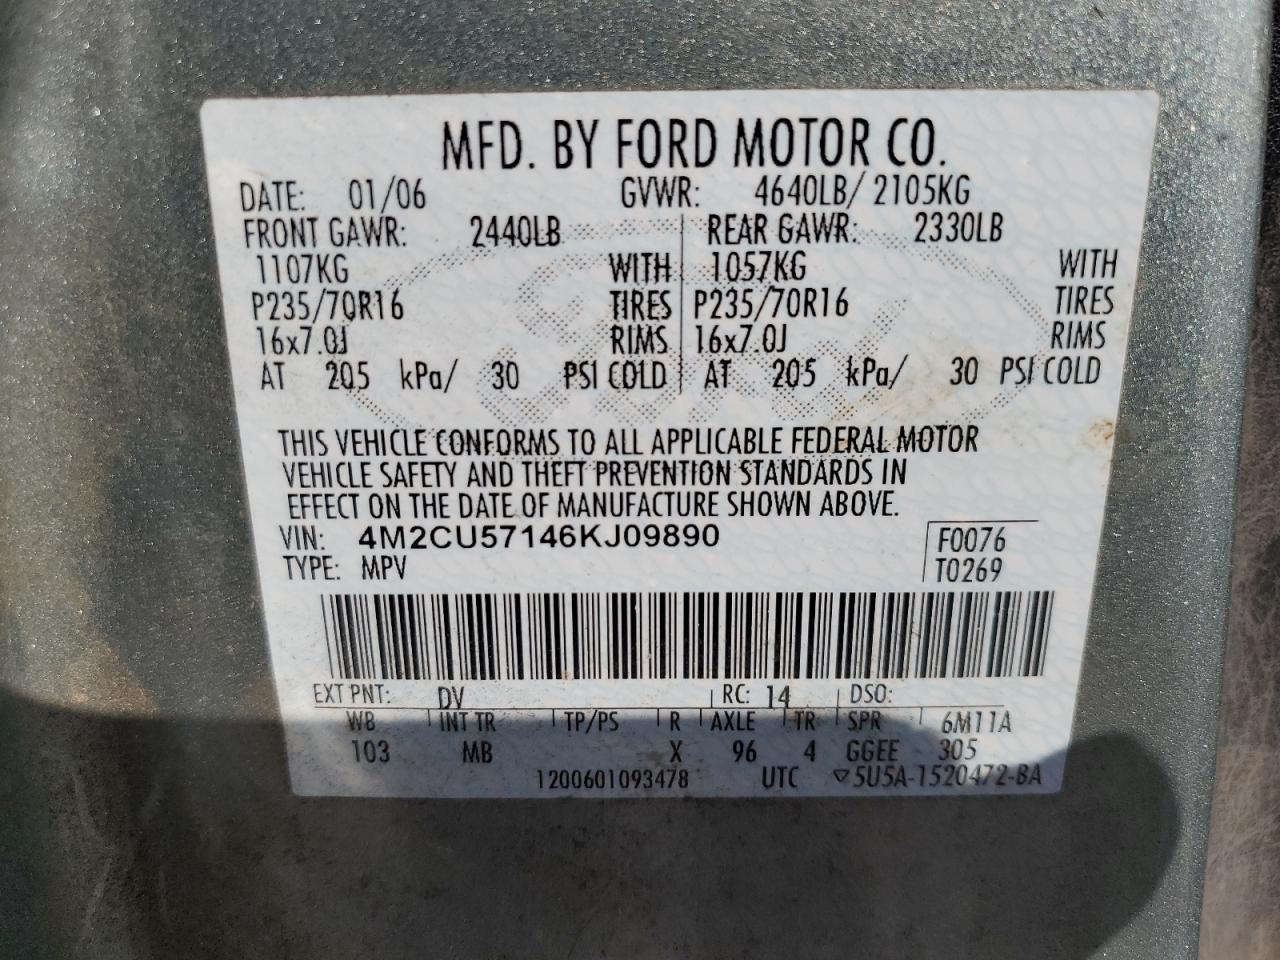 MFD. BY FORD MOTOR CO.
DATE: 01/06 GVWR: 4640LB/ 2105KG
FRONT GAWR: 2440LB REAR GAWR: 2330LB
1107KG WITH 1057KG WITH
P235/70R16 TIRES P235/70R16 TIRES
16x7.0J RIMS 16x7.0J RIMS
AT 205 kPa/ 30 PSI COLD AT 205 kPa/ 30 PSI COLD
THIS VEHICLE CONFORMS TO ALL APPLICABLE FEDERAL MOTOR
VEHICLE SAFETY AND THEFT PREVENTION STANDARDS IN
EFFECT ON THE DATE OF MANUFACTURE SHOWN ABOVE.
VIN: 4M2CU57146KJ09890 F0076
TYPE: MPV T0269
EXT PNT: DV RC: 14 DSO:
WB INT TR TP/PS R AXLE TR SPR 6M11A
103 MB X 96 4 GGEE 305
1200601093478 UTC ▽5U5A-1520472-BA